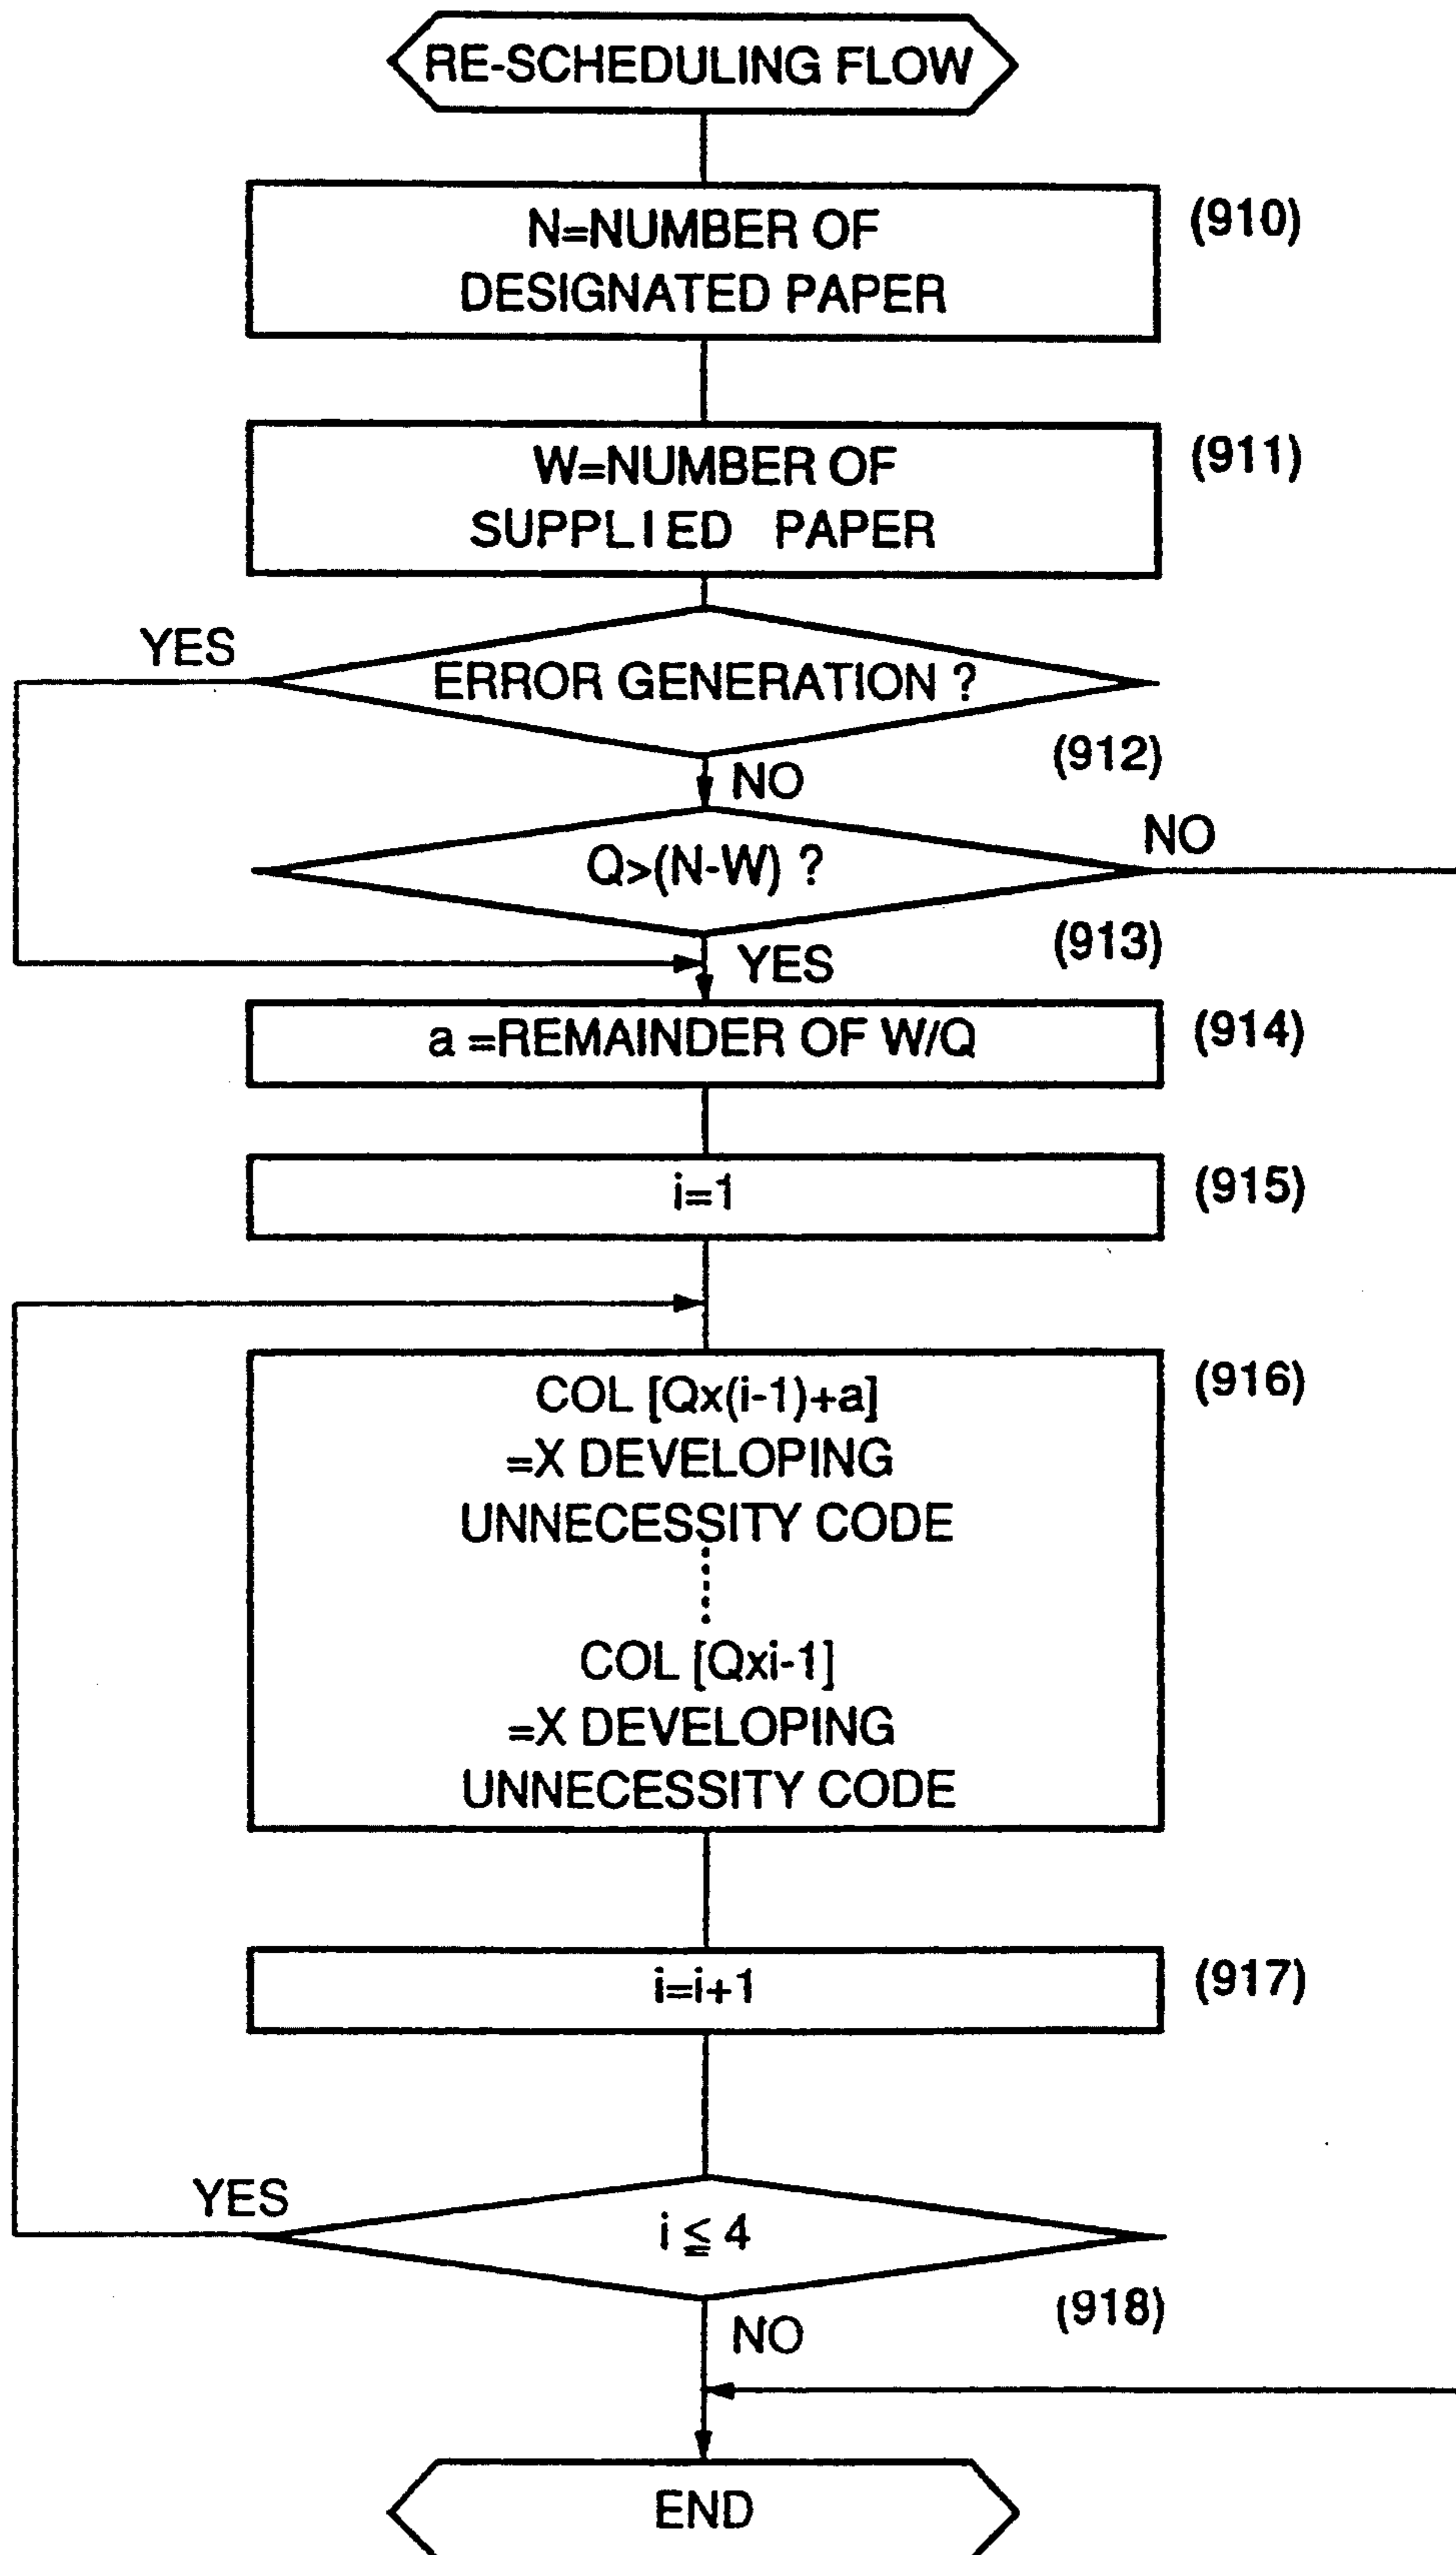 RE-SCHEDULING FLOW
N=NUMBER OF
DESIGNATED PAPER
(910)
W=NUMBER OF
SUPPLIED PAPER
(911)
YES
ERROR GENERATION ?
(912)
NO
Q>(N-W) ?
NO
(913)
YES
a =REMAINDER OF W/Q
(914)
i=1
(915)
COL [Qx(i-1)+a]
=X DEVELOPING
UNNECESSITY CODE
(916)
COL [Qxi-1]
=X DEVELOPING
UNNECESSITY CODE
i=i+1
(917)
YES
i ≦ 4
(918)
NO
END